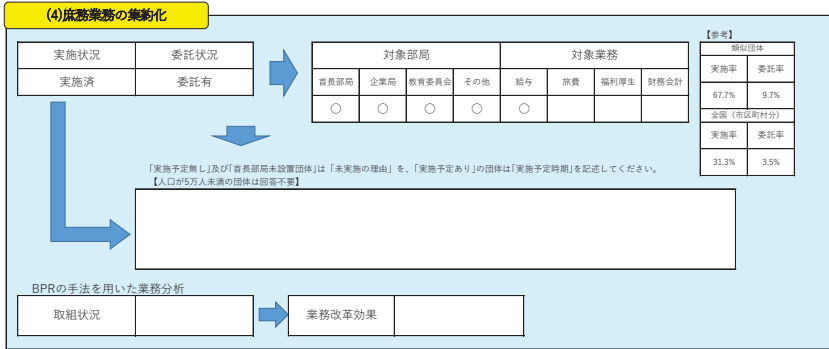 (4)庶務業務の集約化
【参考】
実施状況 委託状況
実施済 委託有
対象部局 対象業務
首長部局 企業局 教育委員会 その他 給与 旅費 福利厚生 財務会計
○ ○ ○ ○ ○
類似団体
実施率 委託率
67.7% 9.7%
全国（市区町村分）
実施率 委託率
31.3% 3.5%
「実施予定無し」及び「首長部局未設置団体」は「未実施の理由」を、「実施予定あり」の団体は「実施予定時期」を記述してください。
【人口が5万人未満の団体は回答不要】
BPRの手法を用いた業務分析
取組状況 業務改革効果